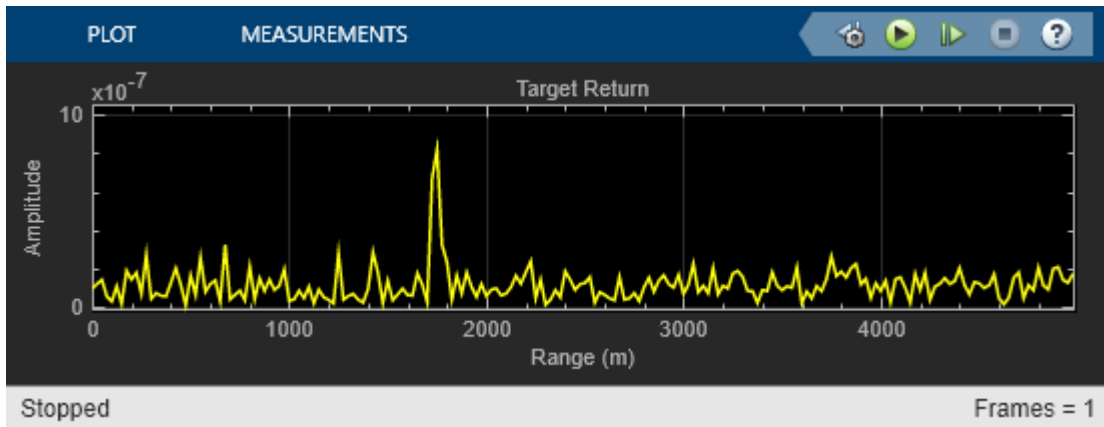 PLOT MEASUREMENTS ?
x10^-7
Target Return
10
Amplitude
0
0 1000 2000 3000 4000
Range (m)
Stopped Frames = 1